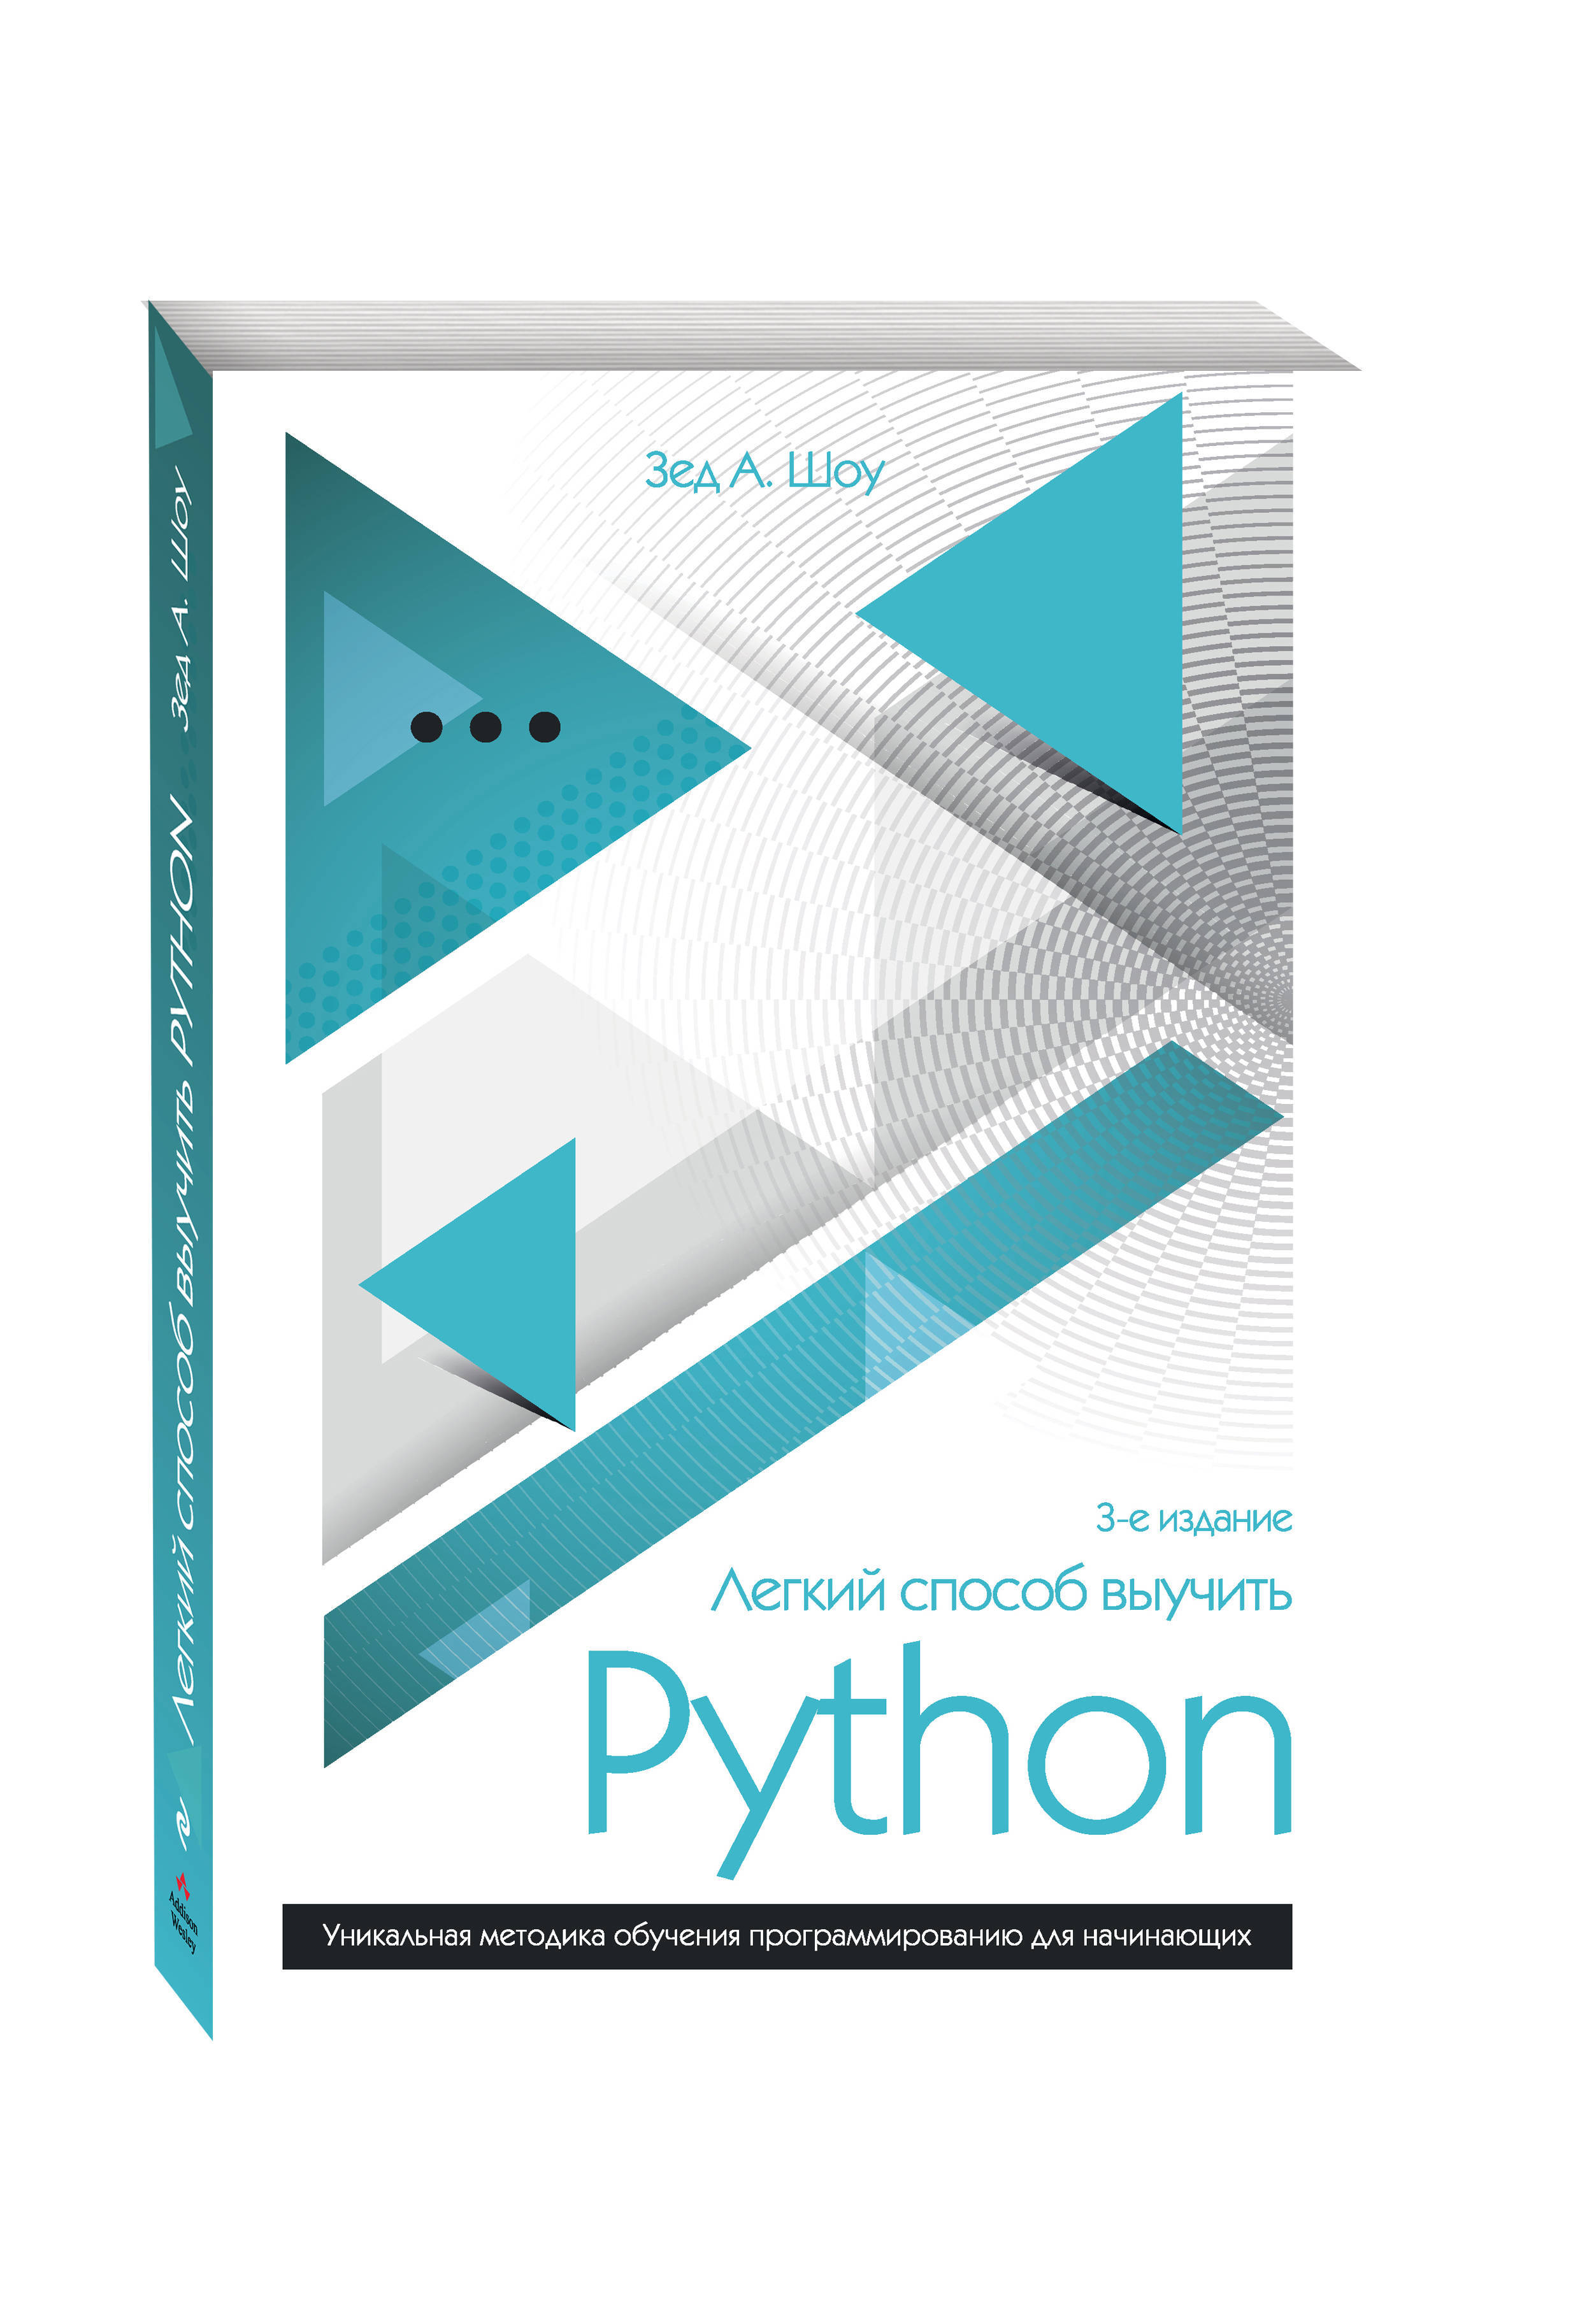 Зед А. Шоу
3-е издание
Легкий способ выучить
Python
Уникальная методика обучения программированию для начинающих
Легкий способ выучить PYTHON Зед А. Шоу
Addison
Wesley